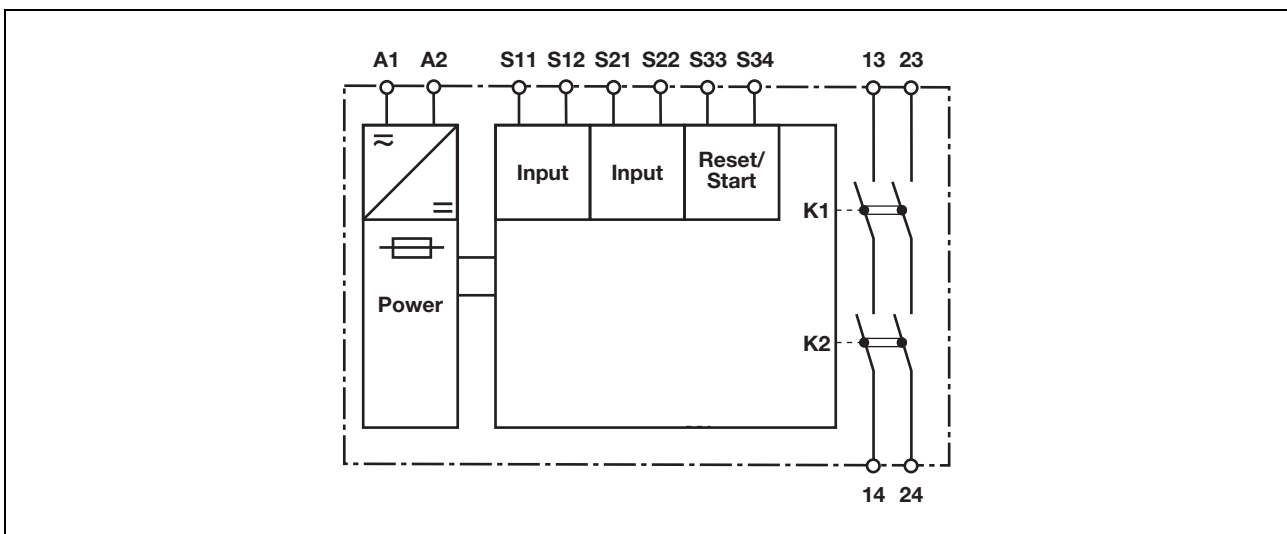 A1 A2 S11 S12 S21 S22 S33 S34 13 23
Input Input Reset/
Start
K1
Power
K2
14 24